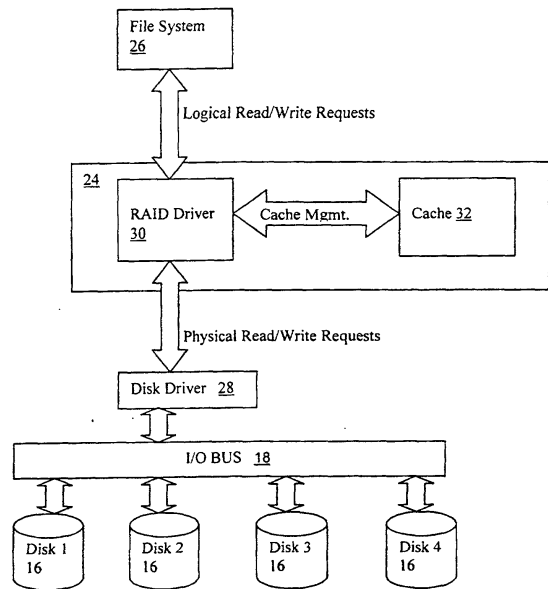 File System
26
Logical Read/Write Requests
24
RAID Driver
30
Cache Mgmt.
Cache 32
Physical Read/Write Requests
Disk Driver 28
I/O BUS 18
Disk 1
16
Disk 2
16
Disk 3
16
Disk 4
16